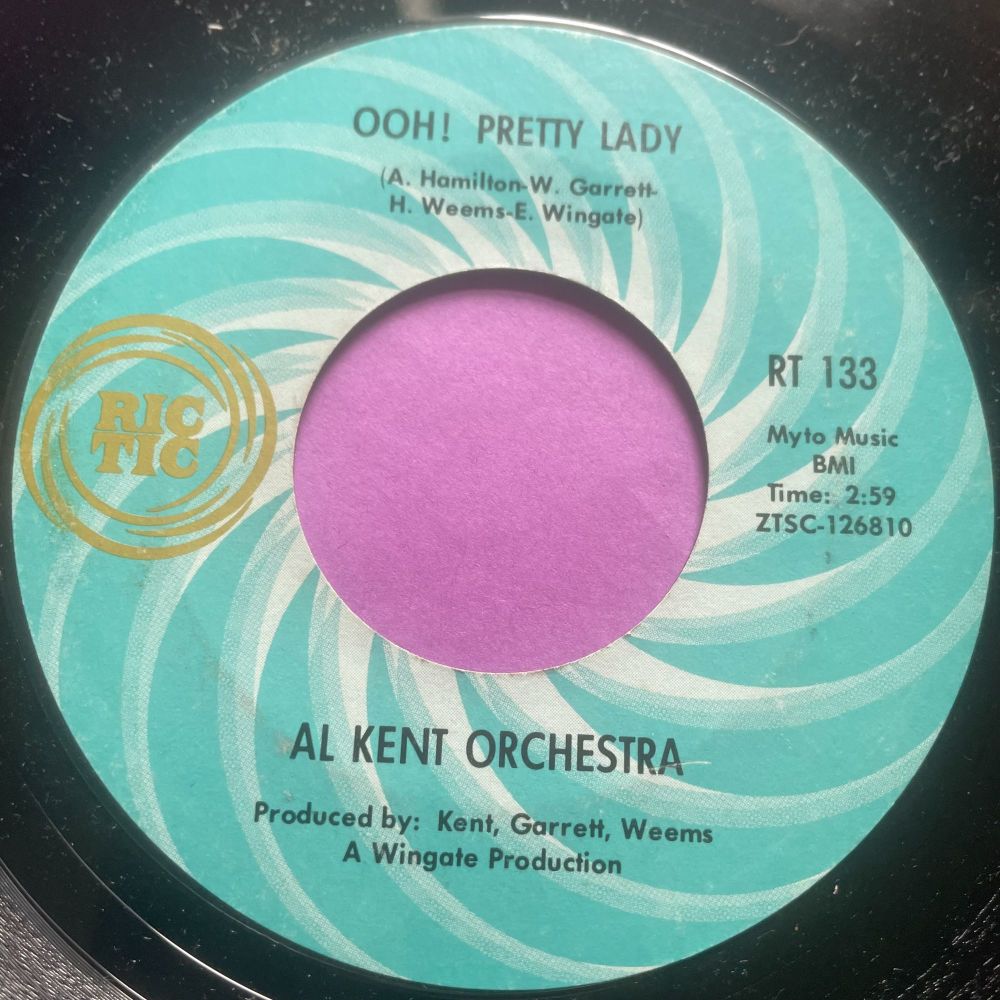 OOH! PRETTY LADY
(A. Hamilton-W. Garrett-
H. Weems-E. Wingate)
RIC
TIC
RT 133
Myto Music
BMI
Time: 2:59
ZTSC-126810
AL KENT ORCHESTRA
Produced by: Kent, Garrett, Weems
A Wingate Production